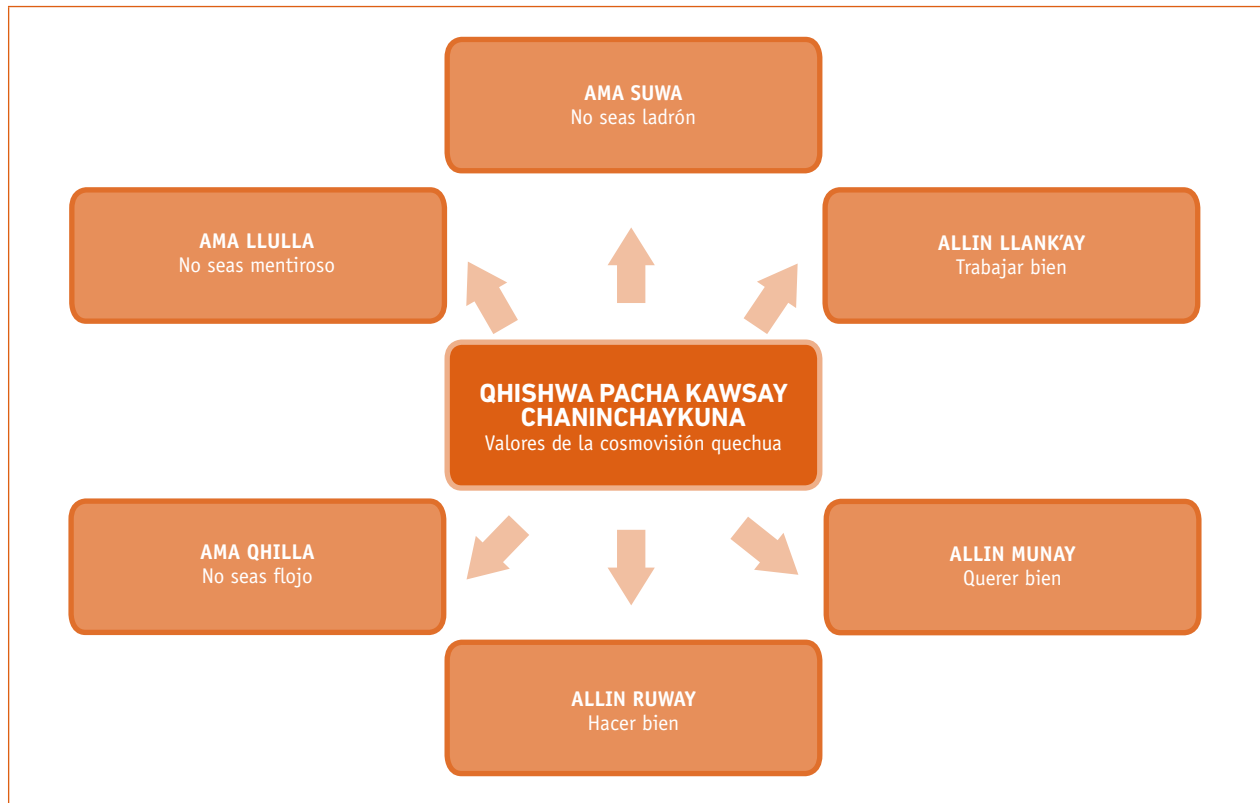 AMA SUWA
No seas ladrón
AMA LLULLA
No seas mentiroso
ALLIN LLANK’AY
Trabajar bien
QHISHWA PACHA KAWSAY
CHANINCHAYKUNA
Valores de la cosmovisión quechua
AMA QHILLA
No seas flojo
ALLIN MUNAY
Querer bien
ALLIN RUWAY
Hacer bien